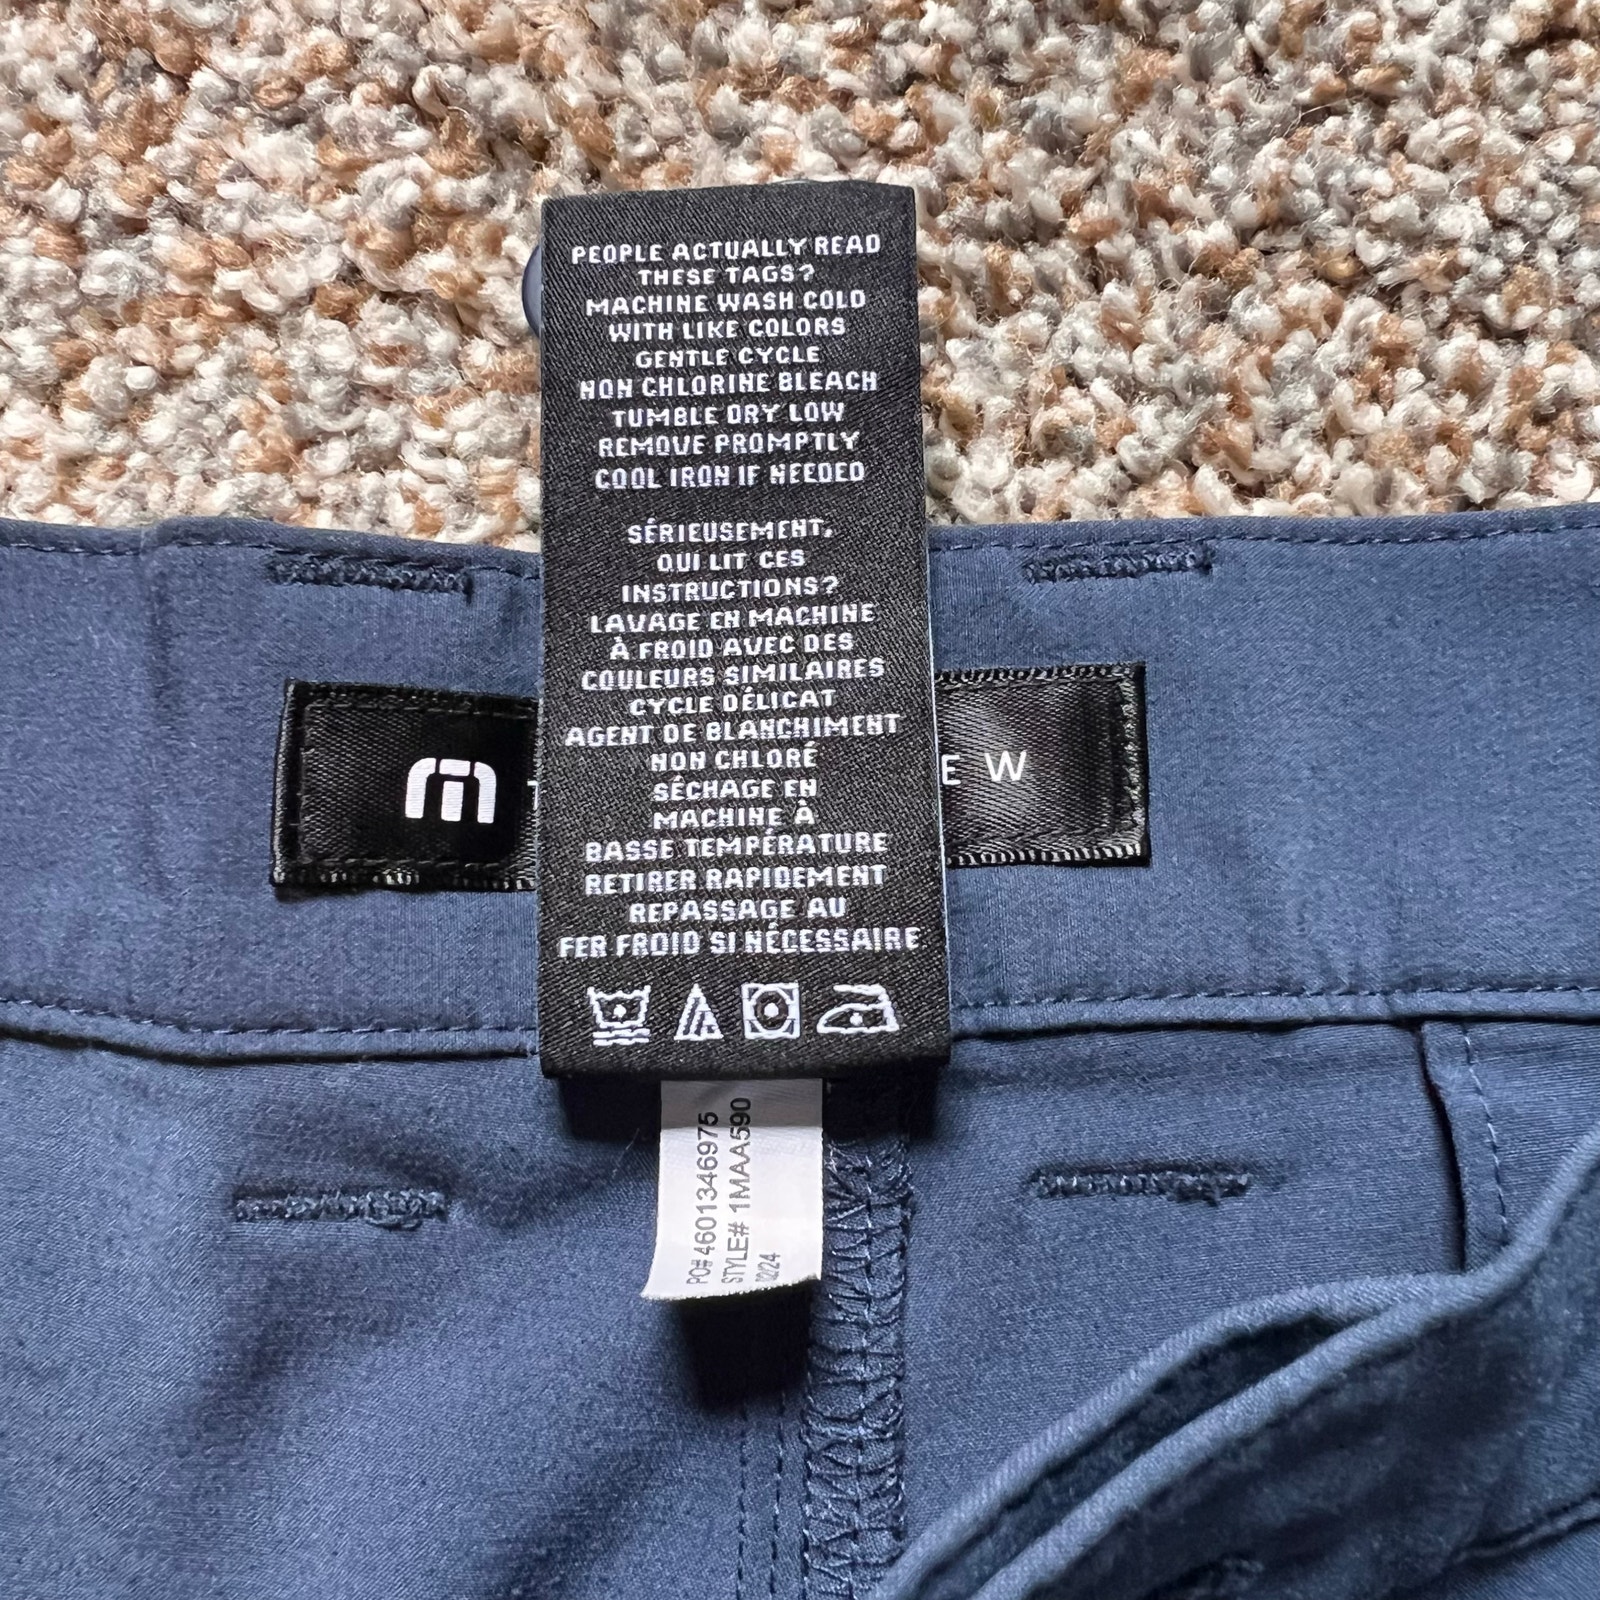 PEOPLE ACTUALLY READ
THESE TAGS?
MACHINE WASH COLD
WITH LIKE COLORS
GENTLE CYCLE
NON CHLORINE BLEACH
TUMBLE DRY LOW
REMOVE PROMPTLY
COOL IRON IF NEEDED
SÉRIEUSEMENT,
QUI LIT CES
INSTRUCTIONS?
LAVAGE EN MACHINE
À FROID AVEC DES
COULEURS SIMILAIRES
CYCLE DÉLICAT
AGENT DE BLANCHIMENT
NON CHLORÉ
SÉCHAGE EN
MACHINE À
BASSE TEMPÉRATURE
RETIRER RAPIDEMENT
REPASSAGE AU
FER FROID SI NÉCESSAIRE
E W
PO# 4601346975
STYLE# 1MAA590